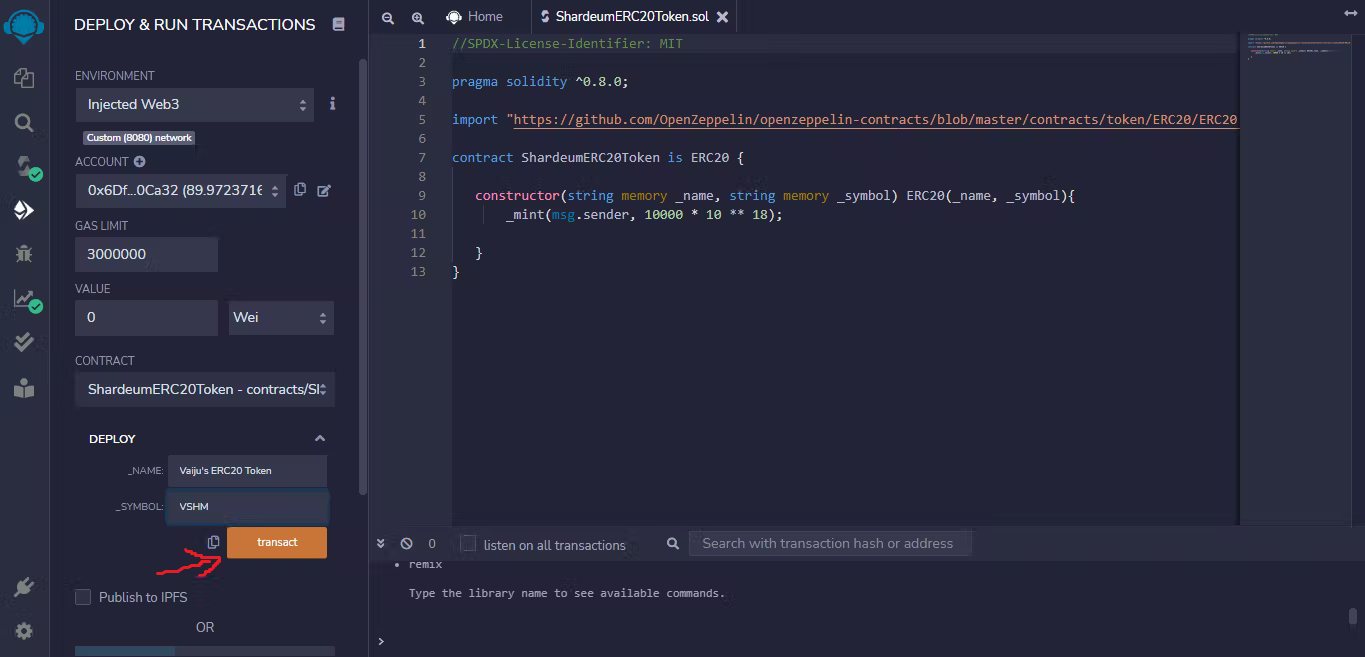 DEPLOY & RUN TRANSACTIONS
ENVIRONMENT
Injected Web3
Custom (8080) network
ACCOUNT
0x6Df...0Ca32 (89.9723716
GAS LIMIT
3000000
VALUE
0
Wei
CONTRACT
ShardeumERC20Token - contracts/Sl
DEPLOY
_NAME:
Vaiju's ERC20 Token
_SYMBOL:
VSHM
transact
Publish to IPFS
OR
Home
ShardeumERC20Token.sol
1 //SPDX-License-Identifier: MIT
2
3 pragma solidity ^0.8.0;
4
5 import "https://github.com/OpenZeppelin/openzeppelin-contracts/blob/master/contracts/token/ERC20/ERC20
6
7 contract ShardeumERC20Token is ERC20 {
8
9 constructor(string memory _name, string memory _symbol) ERC20(_name, _symbol){
10 _mint(msg.sender, 10000 * 10 ** 18);
11
12 }
13 }
0
listen on all transactions
Search with transaction hash or address
• remix
Type the library name to see available commands.
>